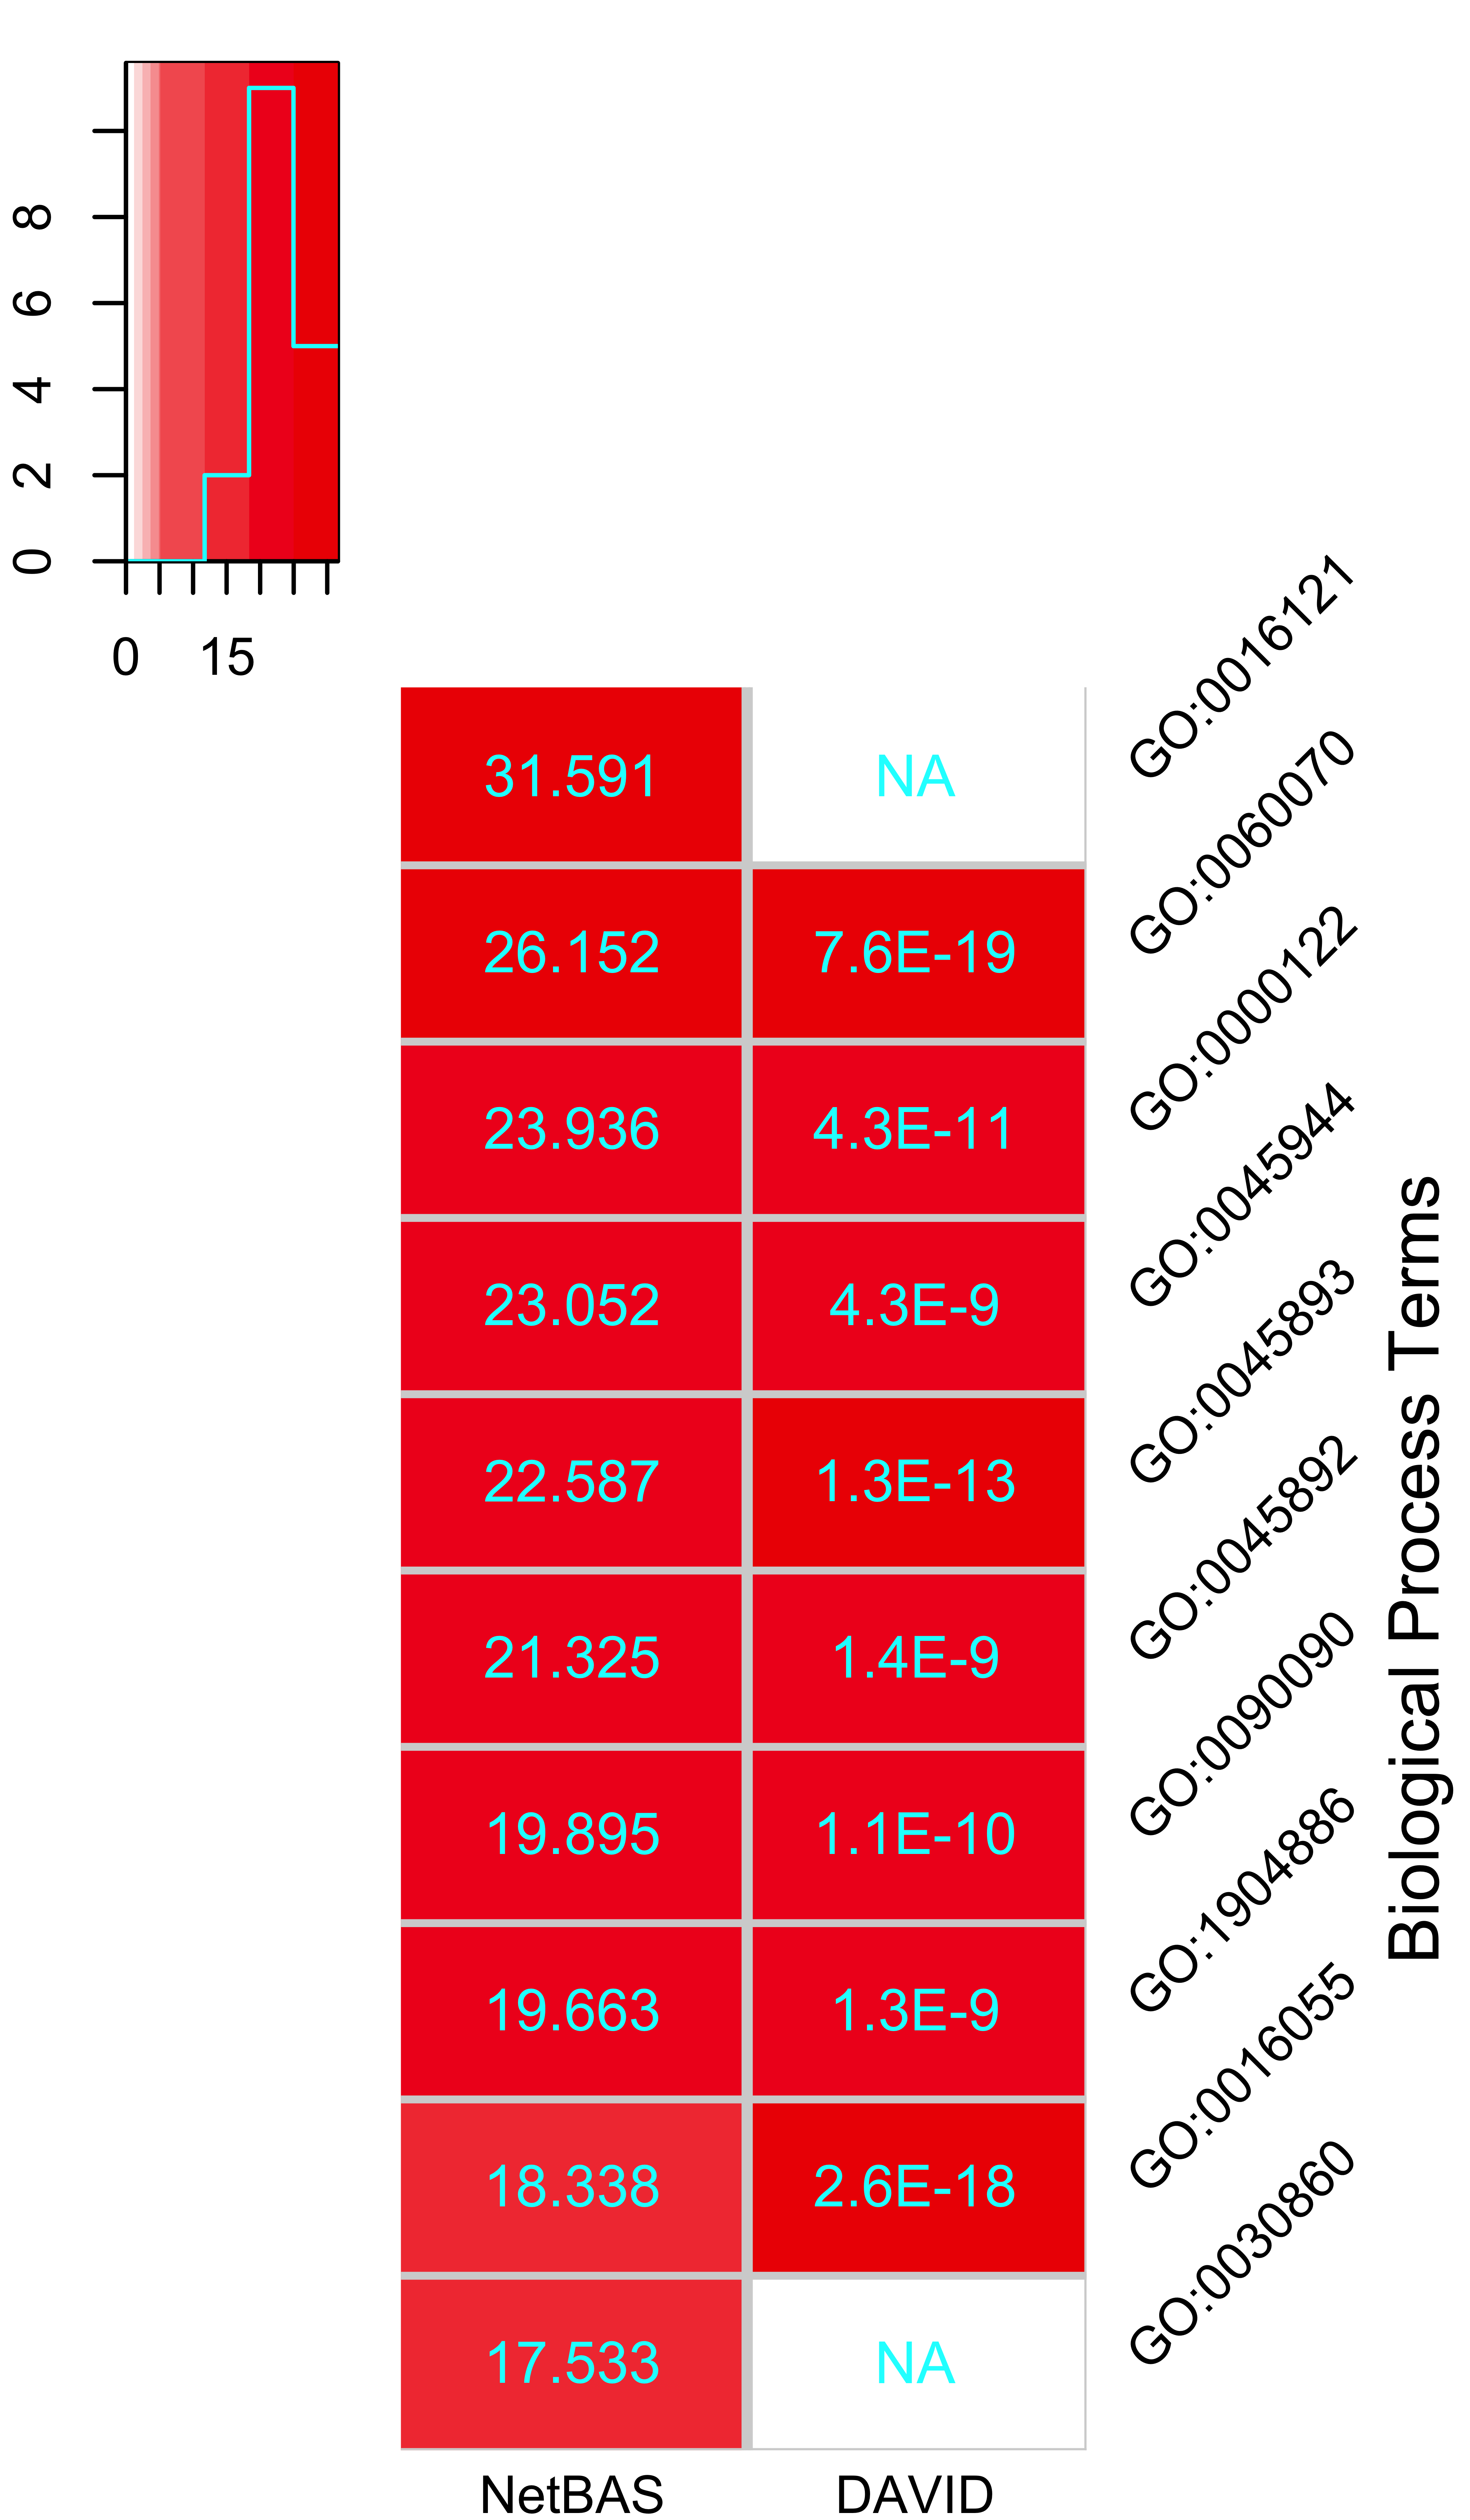 8
6
4
2
0
0 15
31.591 NA GO:0016121
26.152 7.6E-19 GO:0060070
23.936 4.3E-11 GO:0000122
23.052 4.3E-9 GO:0045944
22.587 1.3E-13 GO:0045893
21.325 1.4E-9 GO:0045892
19.895 1.1E-10 GO:0090090
19.663 1.3E-9 GO:1904886
18.338 2.6E-18 GO:0016055
17.533 NA GO:0030860
Biological Process Terms
NetBAS DAVID